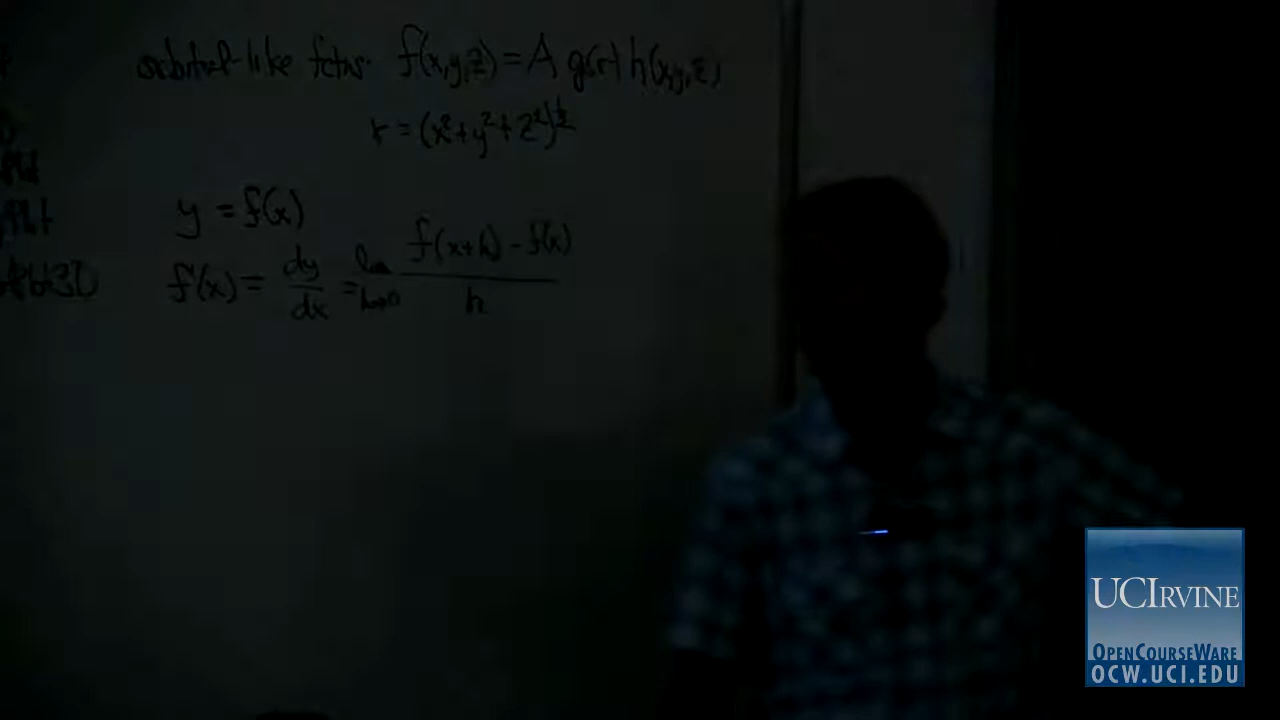 orbital-like fctns. f(x,y,z) = A g(r) h(x,y,z)
r = (x²+y²+z²)^½
y = f(x)
f'(x) = dy/dx = lim h→0 f(x+h) - f(x) / h
UCIRVINE
OPENCOURSEWARE
OCW.UCI.EDU